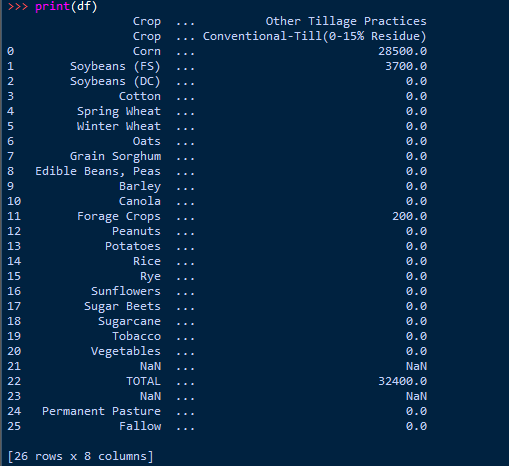 >>> print(df)
Crop ... Other Tillage Practices
Crop ... Conventional-Till(0-15% Residue)
0 Corn ... 28500.0
1 Soybeans (FS) ... 3700.0
2 Soybeans (DC) ... 0.0
3 Cotton ... 0.0
4 Spring Wheat ... 0.0
5 Winter Wheat ... 0.0
6 Oats ... 0.0
7 Grain Sorghum ... 0.0
8 Edible Beans, Peas ... 0.0
9 Barley ... 0.0
10 Canola ... 0.0
11 Forage Crops ... 200.0
12 Peanuts ... 0.0
13 Potatoes ... 0.0
14 Rice ... 0.0
15 Rye ... 0.0
16 Sunflowers ... 0.0
17 Sugar Beets ... 0.0
18 Sugarcane ... 0.0
19 Tobacco ... 0.0
20 Vegetables ... 0.0
21 NaN ... NaN
22 TOTAL ... 32400.0
23 NaN ... NaN
24 Permanent Pasture ... 0.0
25 Fallow ... 0.0
[26 rows x 8 columns]